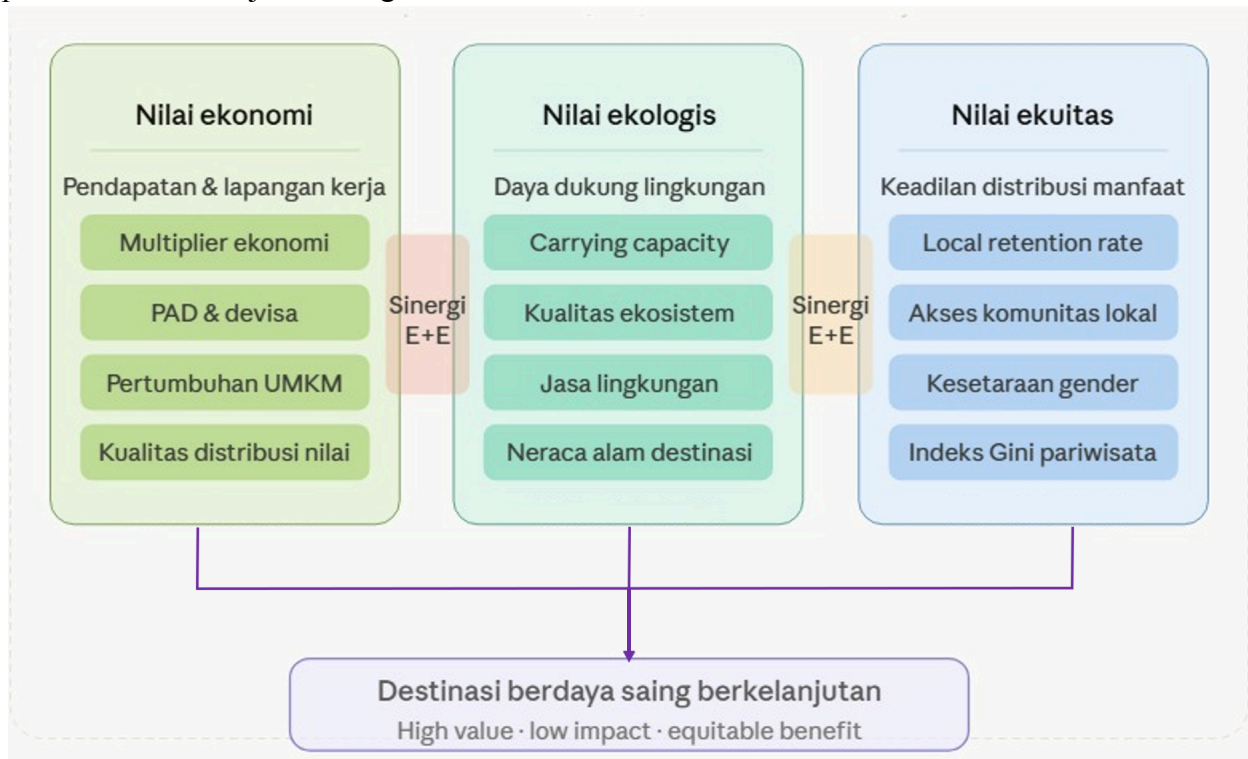 Nilai ekonomi
Pendapatan & lapangan kerja
Multiplier ekonomi
PAD & devisa
Pertumbuhan UMKM
Kualitas distribusi nilai
Sinergi
E+E
Nilai ekologis
Daya dukung lingkungan
Carrying capacity
Kualitas ekosistem
Jasa lingkungan
Neraca alam destinasi
Sinergi
E+E
Nilai ekuitas
Keadilan distribusi manfaat
Local retention rate
Akses komunitas lokal
Kesetaraan gender
Indeks Gini pariwisata
Destinasi berdaya saing berkelanjutan
High value · low impact · equitable benefit